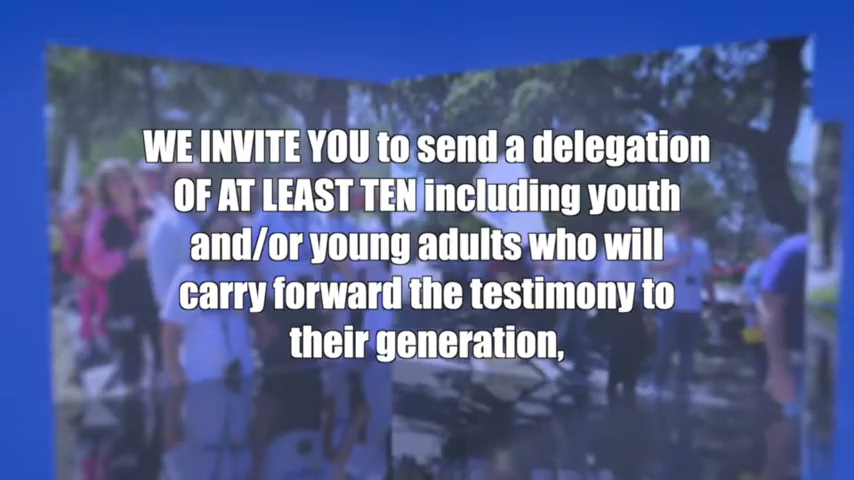 WE INVITE YOU to send a delegation
OF AT LEAST TEN including youth
and/or young adults who will
carry forward the testimony to
their generation,